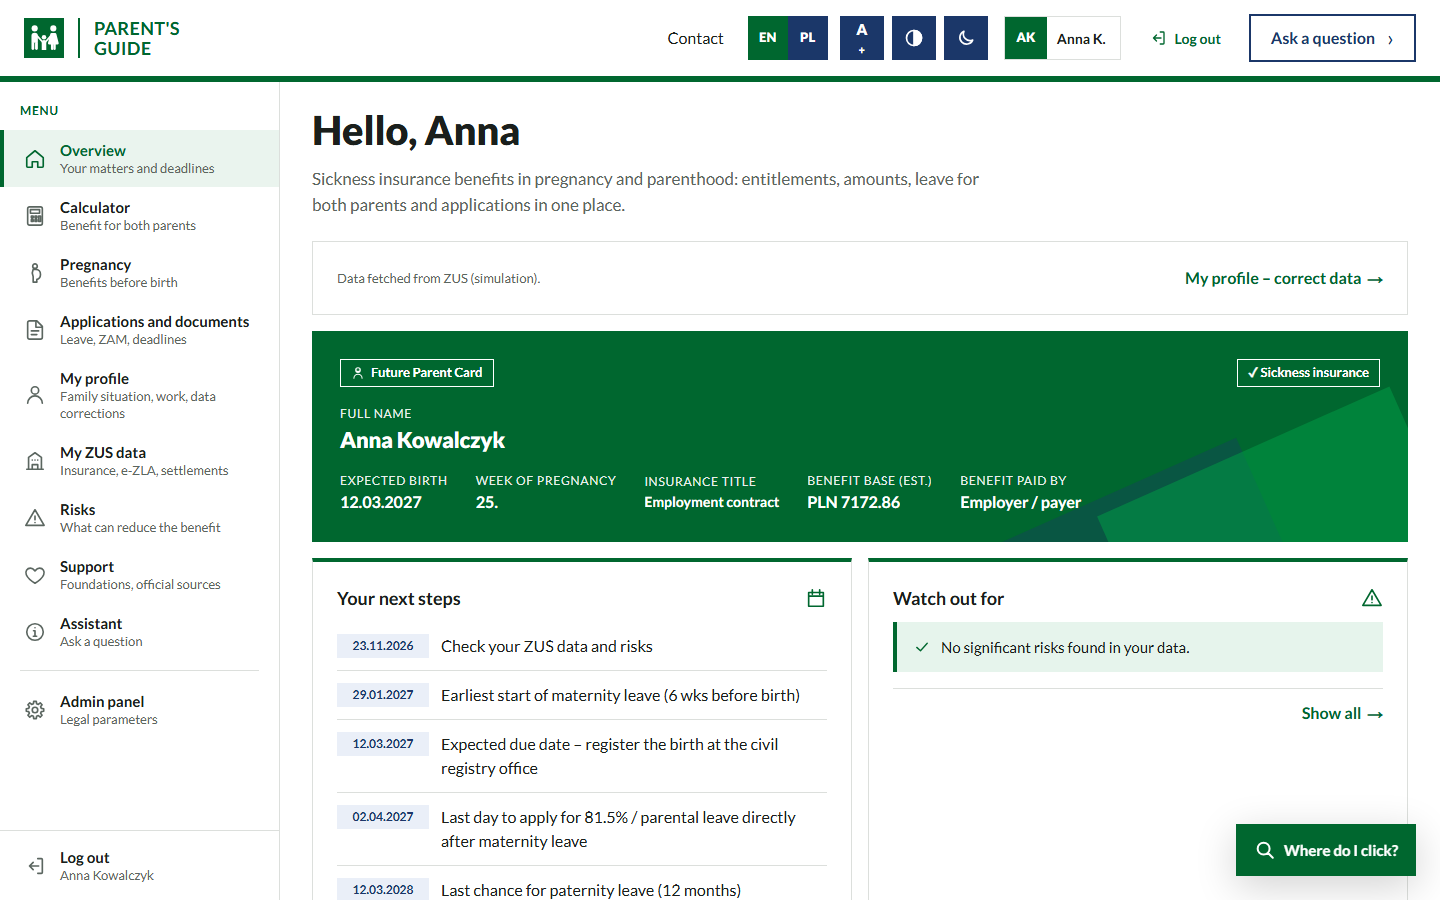 PARENT'S
GUIDE
Contact
EN
PL
A
+
AK
Anna K.
Log out
Ask a question ›
MENU
Overview
Your matters and deadlines
Calculator
Benefit for both parents
Pregnancy
Benefits before birth
Applications and documents
Leave, ZAM, deadlines
My profile
Family situation, work, data
corrections
My ZUS data
Insurance, e-ZLA, settlements
Risks
What can reduce the benefit
Support
Foundations, official sources
Assistant
Ask a question
Admin panel
Legal parameters
Log out
Anna Kowalczyk
Hello, Anna
Sickness insurance benefits in pregnancy and parenthood: entitlements, amounts, leave for
both parents and applications in one place.
Data fetched from ZUS (simulation).
My profile – correct data →
Future Parent Card
✓ Sickness insurance
FULL NAME
Anna Kowalczyk
EXPECTED BIRTH
12.03.2027
WEEK OF PREGNANCY
25.
INSURANCE TITLE
Employment contract
BENEFIT BASE (EST.)
PLN 7172.86
BENEFIT PAID BY
Employer / payer
Your next steps
23.11.2026 Check your ZUS data and risks
29.01.2027 Earliest start of maternity leave (6 wks before birth)
12.03.2027 Expected due date – register the birth at the civil
registry office
02.04.2027 Last day to apply for 81.5% / parental leave directly
after maternity leave
12.03.2028 Last chance for paternity leave (12 months)
Watch out for
No significant risks found in your data.
Show all →
Where do I click?